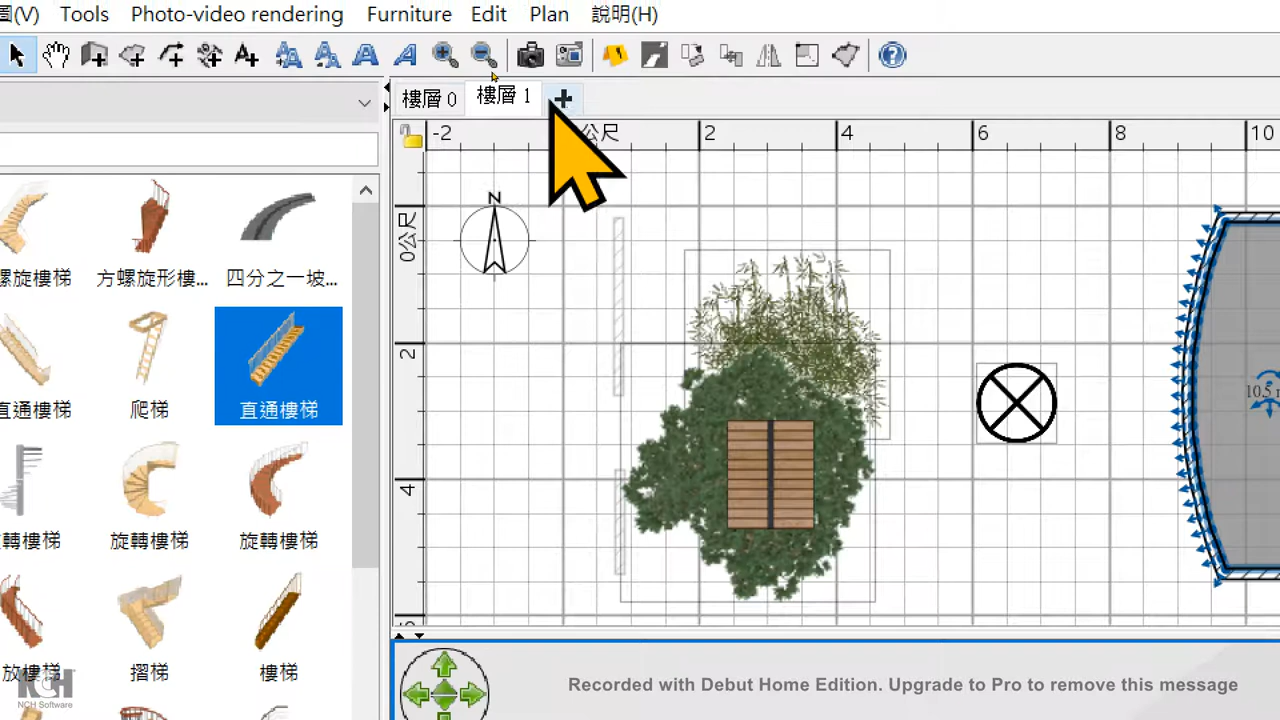 圖(V) Tools Photo-video rendering Furniture Edit Plan 說明(H)
樓層 0 樓層 1
-2 公尺 2 4 6 8 10
N
0公尺
螺旋樓梯 方螺旋形樓... 四分之一坡...
2
直通樓梯 爬梯 直通樓梯
10.5
4
轉樓梯 旋轉樓梯 旋轉樓梯
放樓梯 摺梯 樓梯
NCH
NCH Software
Recorded with Debut Home Edition. Upgrade to Pro to remove this message